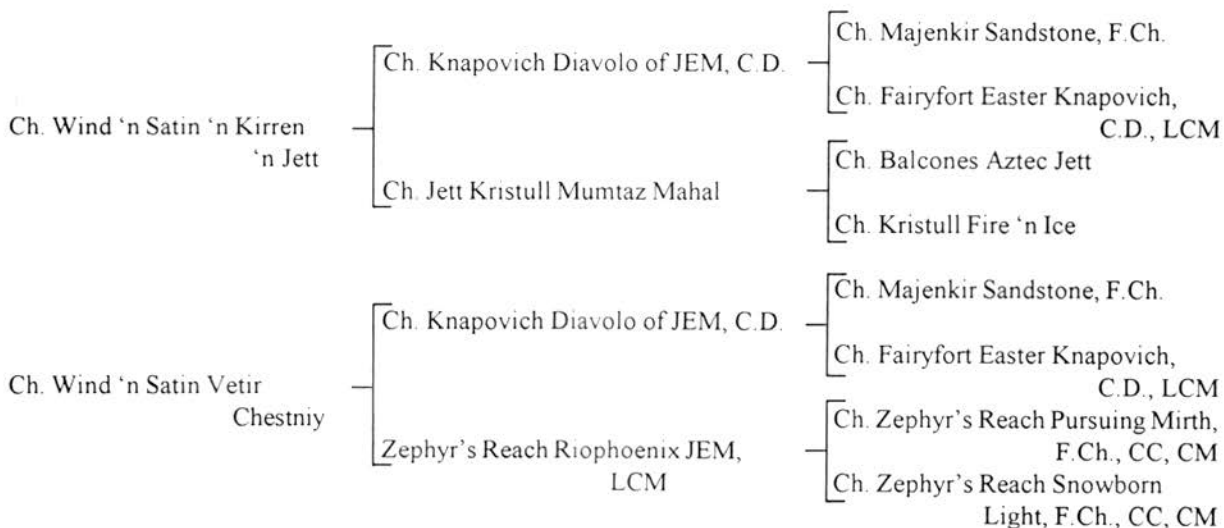 Ch. Majenkir Sandstone, F.Ch.
Ch. Knapovich Diavolo of JEM, C.D.
Ch. Fairyfort Easter Knapovich,
C.D., LCM
Ch. Wind ‘n Satin ‘n Kirren
‘n Jett
Ch. Balcones Aztec Jett
Ch. Jett Kristull Mumtaz Mahal
Ch. Kristull Fire ‘n Ice
Ch. Majenkir Sandstone, F.Ch.
Ch. Knapovich Diavolo of JEM, C.D.
Ch. Fairyfort Easter Knapovich,
C.D., LCM
Ch. Wind ‘n Satin Vetir
Chestniy
Ch. Zephyr’s Reach Pursuing Mirth,
F.Ch., CC, CM
Zephyr’s Reach Riophoenix JEM,
LCM
Ch. Zephyr’s Reach Snowborn
Light, F.Ch., CC, CM